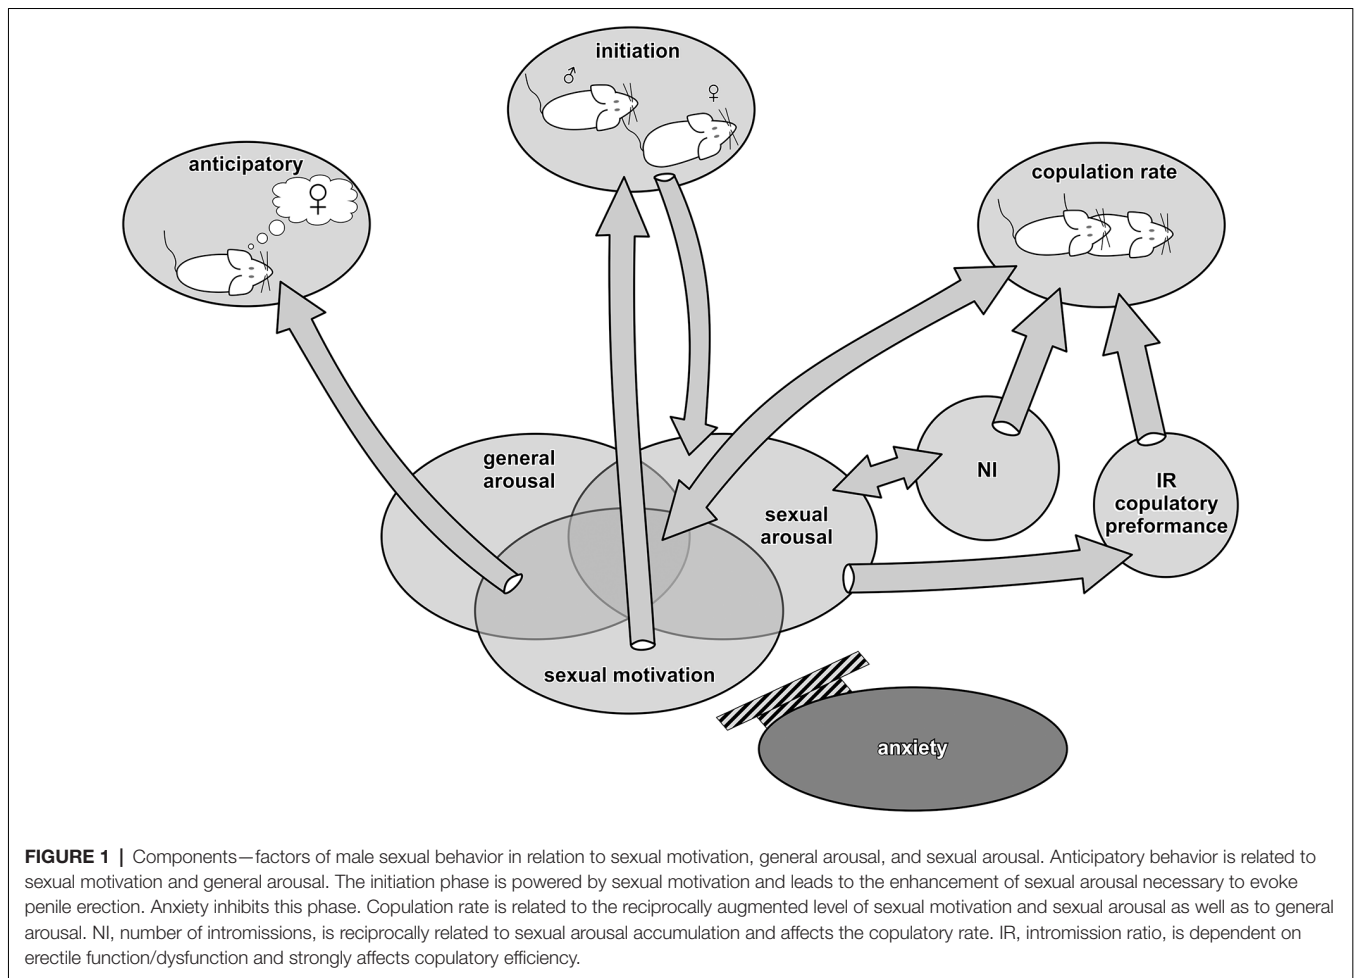 initiation
anticipatory
copulation rate
general
arousal
sexual
arousal
NI
IR
copulatory
preformance
sexual motivation
anxiety
FIGURE 1 | Components—factors of male sexual behavior in relation to sexual motivation, general arousal, and sexual arousal. Anticipatory behavior is related to
sexual motivation and general arousal. The initiation phase is powered by sexual motivation and leads to the enhancement of sexual arousal necessary to evoke
penile erection. Anxiety inhibits this phase. Copulation rate is related to the reciprocally augmented level of sexual motivation and sexual arousal as well as to general
arousal. NI, number of intromissions, is reciprocally related to sexual arousal accumulation and affects the copulatory rate. IR, intromission ratio, is dependent on
erectile function/dysfunction and strongly affects copulatory efficiency.